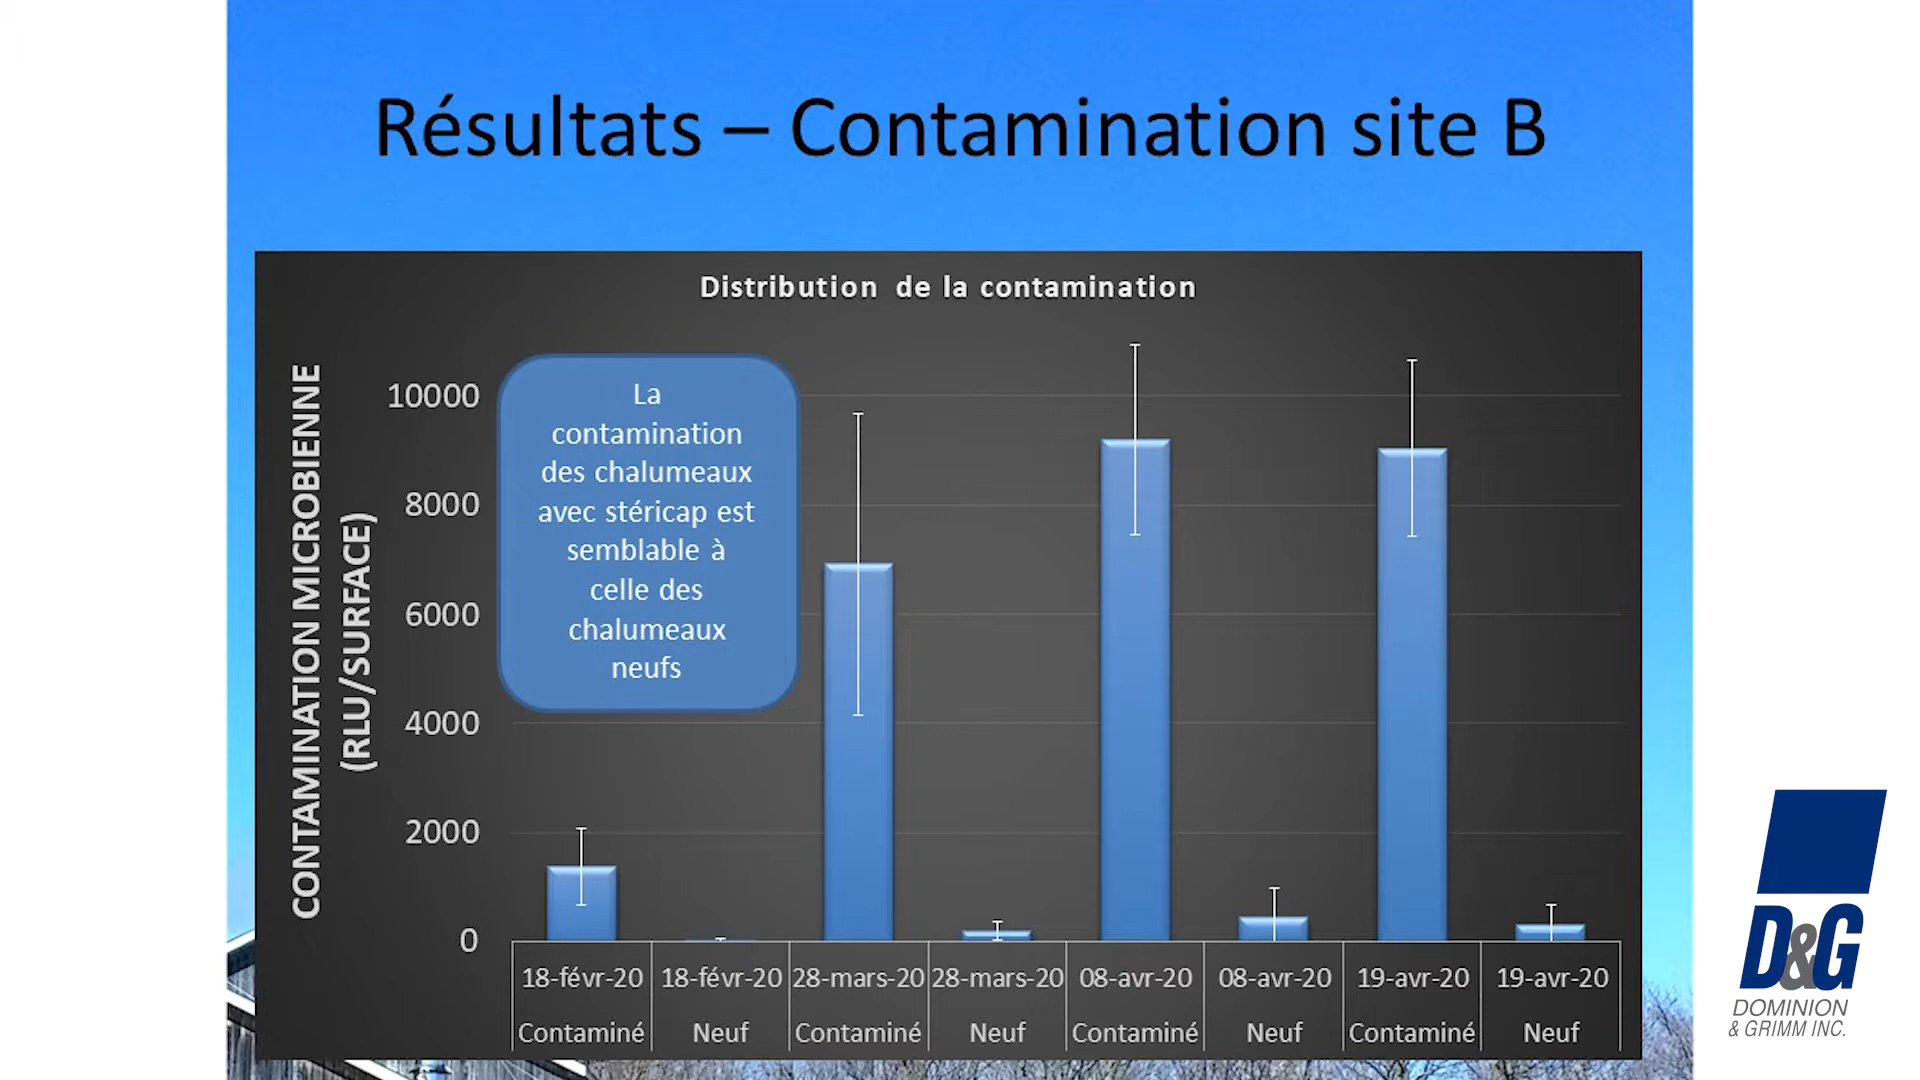 Résultats – Contamination site B
Distribution de la contamination
CONTAMINATION MICROBIENNE
(RLU/SURFACE)
10000
8000
6000
4000
2000
0
La
contamination
des chalumeaux
avec stéricap est
semblable à
celle des
chalumeaux
neufs
18-févr-20 18-févr-20 28-mars-20 28-mars-20 08-avr-20 08-avr-20 19-avr-20 19-avr-20
Contaminé Neuf Contaminé Neuf Contaminé Neuf Contaminé Neuf
D&G
DOMINION
& GRIMM INC.